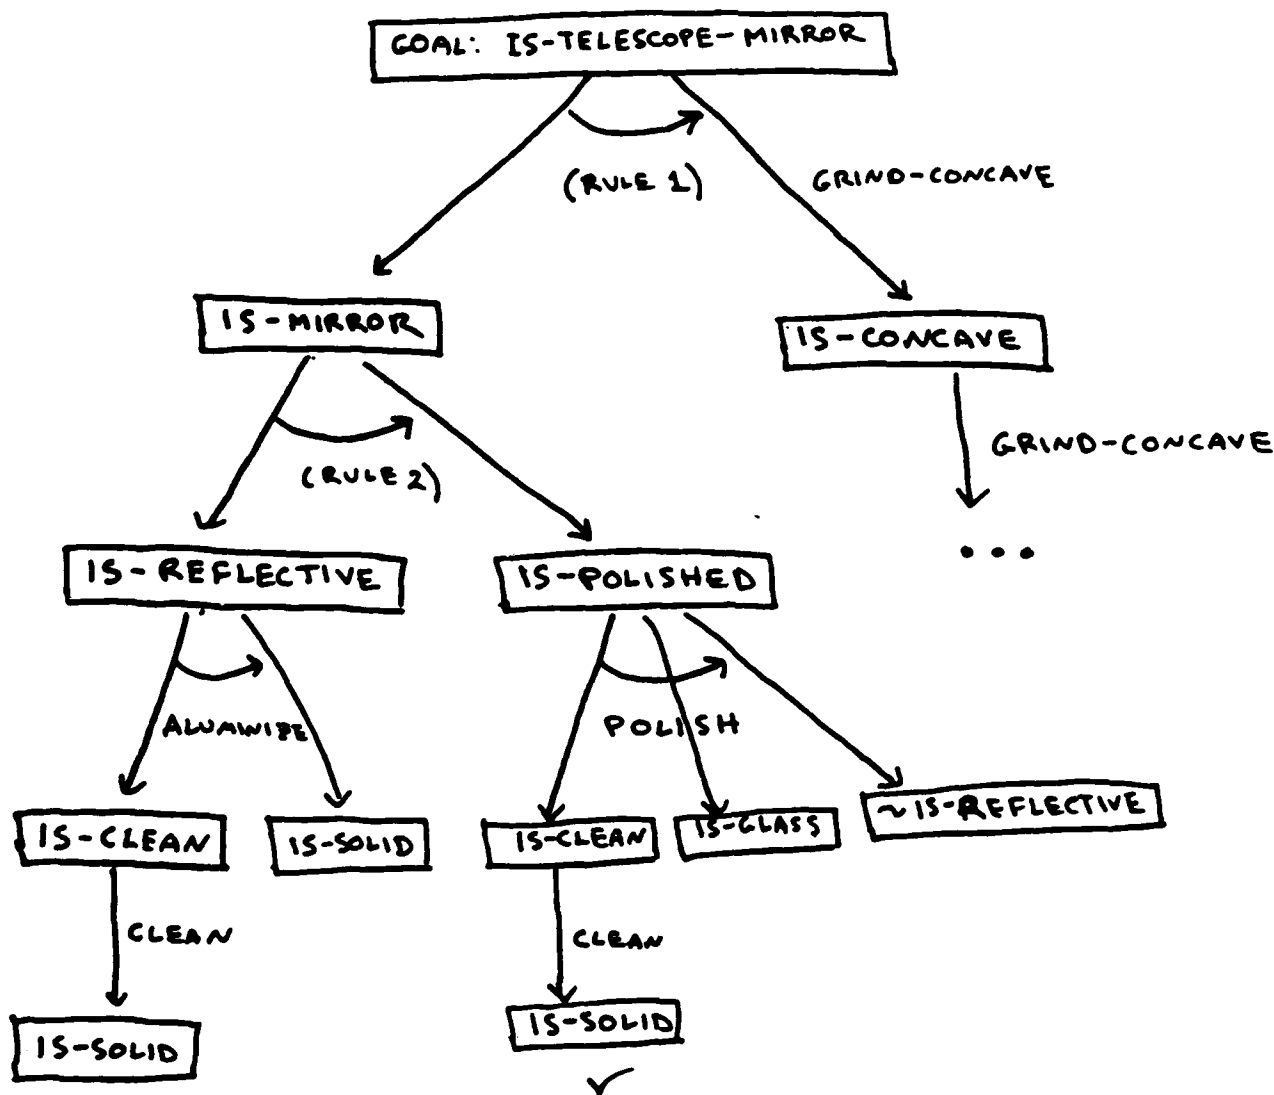 GOAL: IS-TELESCOPE-MIRROR
(RULE 1)
GRIND-CONCAVE
IS-MIRROR
IS-CONCAVE
(RULE 2)
GRIND-CONCAVE
...
IS-REFLECTIVE
IS-POLISHED
ALUMINIZE
POLISH
IS-CLEAN
IS-SOLID
IS-CLEAN
IS-GLASS
~IS-REFLECTIVE
CLEAN
CLEAN
IS-SOLID
IS-SOLID
✓